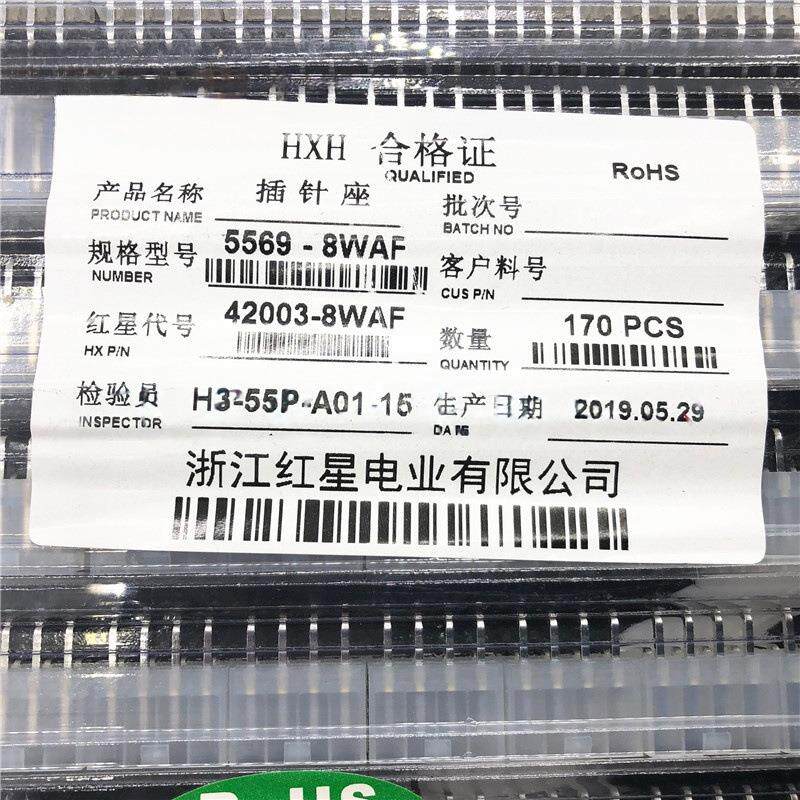 HXH 合格证
QUALIFIED
RoHS
产品名称 插针座
PRODUCT NAME
批次号
BATCH NO
规格型号 5569-8WAF
NUMBER
客户料号
CUS P/N
红星代号 42003-8WAF
HX P/N
数量 170 PCS
QUANTITY
检验员 H3-55P-A01-15
INSPECTOR
生产日期 2019.05.29
DATE
浙江红星电业有限公司
RoHS